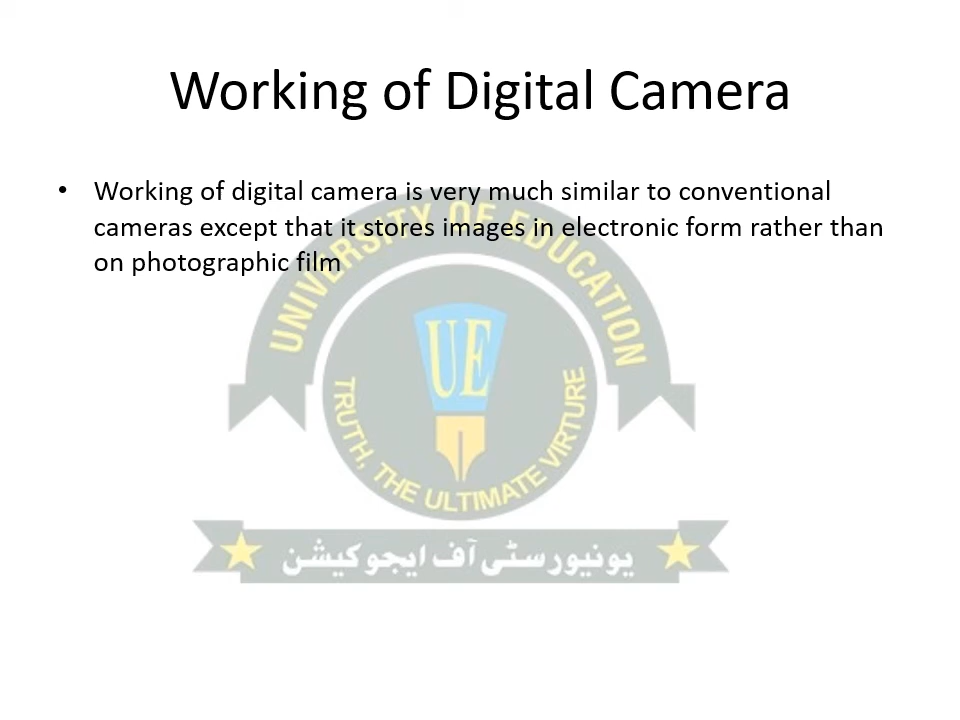 Working of Digital Camera
• Working of digital camera is very much similar to conventional
cameras except that it stores images in electronic form rather than
on photographic film
UNIVERSITY OF EDUCATION
UE
TRUTH, THE ULTIMATE VIRTURE
یونیورسٹی آف ایجوکیشن